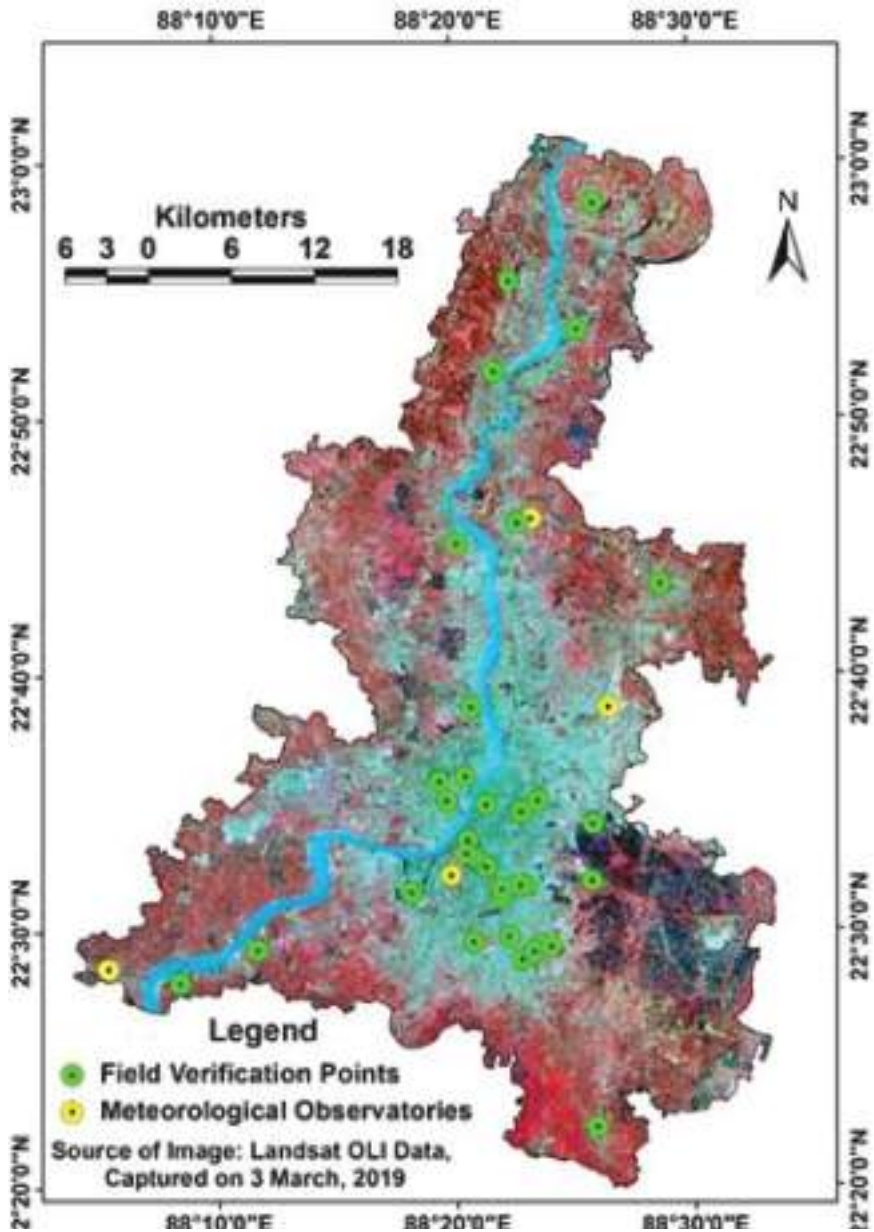 88°10'0"E 88°20'0"E 88°30'0"E
23°0'0"N 23°0'0"N
N
Kilometers
6 3 0 6 12 18
22°50'0"N 22°50'0"N
22°40'0"N 22°40'0"N
22°30'0"N 22°30'0"N
Legend
Field Verification Points
Meteorological Observatories
Source of Image: Landsat OLI Data,
Captured on 3 March, 2019
2°20'0"N 2°20'0"N
88°10'0"E 88°20'0"E 88°30'0"E